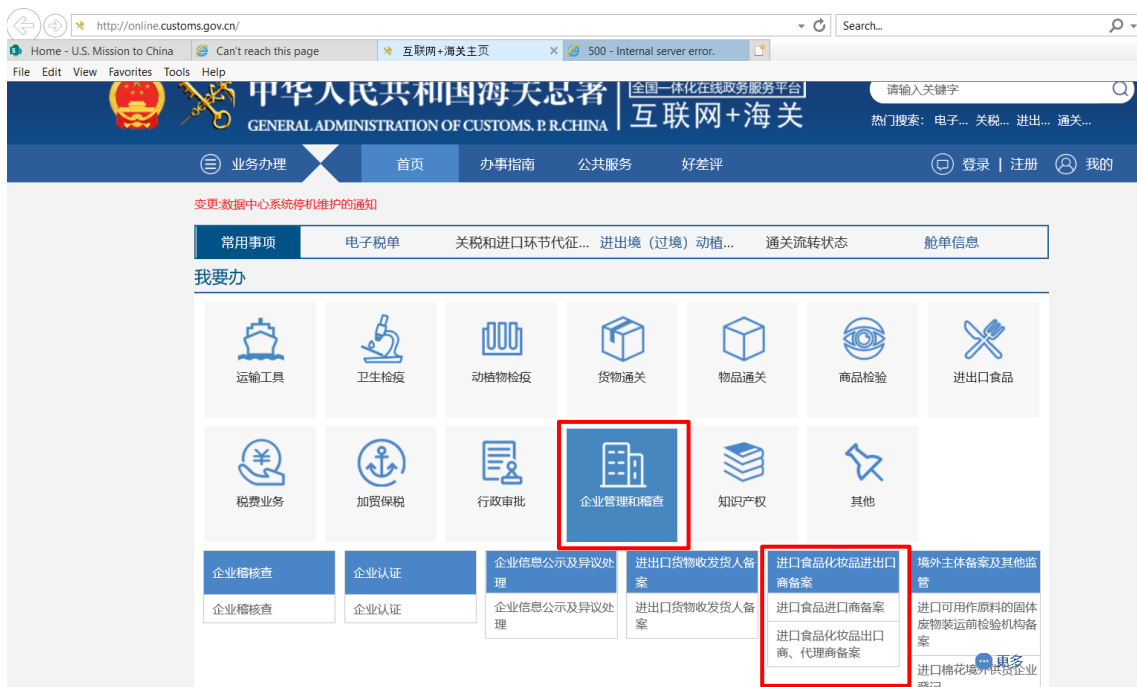 http://online.customs.gov.cn/
Search...
Home - U.S. Mission to China
Can't reach this page
互联网+海关主页
500 - Internal server error.
File Edit View Favorites Tools Help
中华人民共和国海关总署
GENERAL ADMINISTRATION OF CUSTOMS. P. R.CHINA
全国一体化在线政务服务平台
互联网+海关
请输入关键字
热门搜索: 电子... 关税... 进出... 通关...
业务办理
首页
办事指南
公共服务
好差评
登录 | 注册
我的
变更:数据中心系统停机维护的通知
常用事项
电子税单
关税和进口环节代征...
进出境（过境）动植...
通关流转状态
舱单信息
我要办
运输工具
卫生检疫
动植物检疫
货物通关
物品通关
商品检验
进出口食品
税费业务
加贸保税
行政审批
企业管理和稽查
知识产权
其他
企业稽核查
企业稽核查
企业认证
企业认证
企业信息公示及异议处
理
企业信息公示及异议处
理
进出口货物收发货人备
案
进出口货物收发货人备
案
进口食品化妆品进出口
商备案
进口食品进口商备案
进口食品化妆品出口
商、代理商备案
境外主体备案及其他监
管
进口可用作原料的固体
废物装运前检验机构备
案
更多
进口棉花境外供货企业
登记